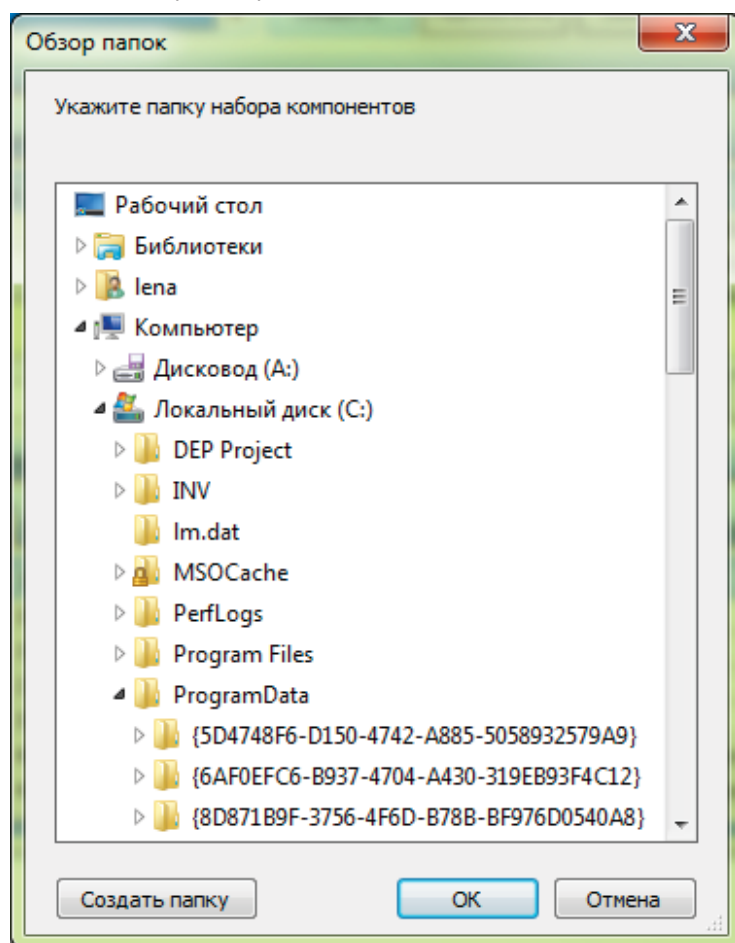 Обзор папок
Укажите папку набора компонентов
Рабочий стол
Библиотеки
lena
Компьютер
Дисковод (A:)
Локальный диск (C:)
DEP Project
INV
lm.dat
MSOCache
PerfLogs
Program Files
ProgramData
{5D4748F6-D150-4742-A885-5058932579A9}
{6AF0EFC6-B937-4704-A430-319EB93F4C12}
{8D871B9F-3756-4F6D-B78B-BF976D0540A8}
Создать папку ОК Отмена